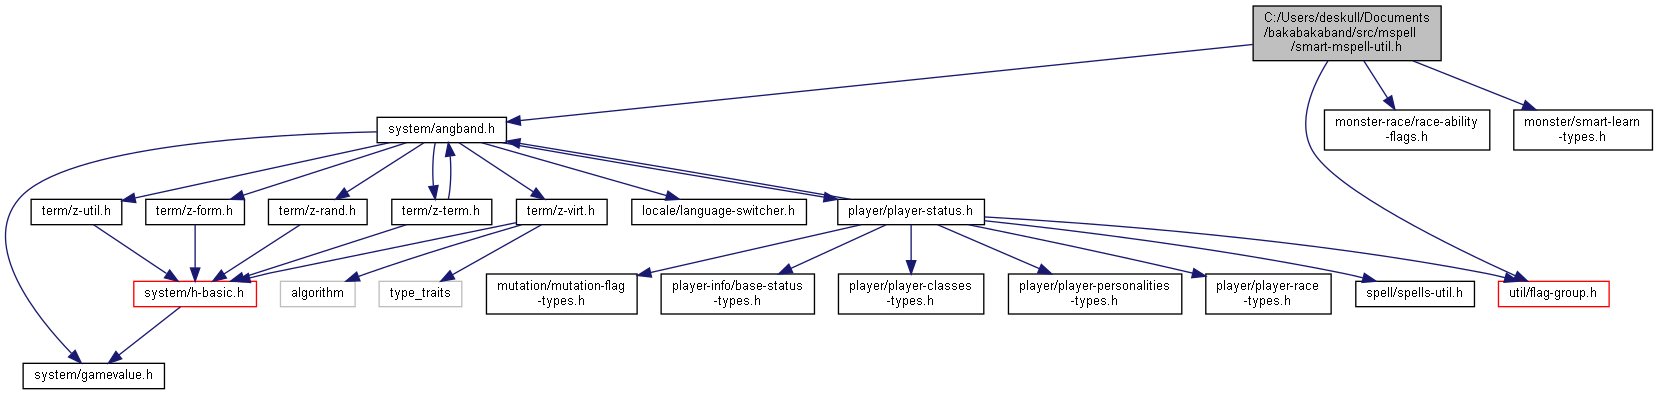 C:/Users/deskull/Documents
/bakabakaband/src/mspell
/smart-mspell-util.h
system/angband.h
monster-race/race-ability
-flags.h
monster/smart-learn
-types.h
term/z-util.h
term/z-form.h
term/z-rand.h
term/z-term.h
term/z-virt.h
locale/language-switcher.h
player/player-status.h
system/h-basic.h
algorithm
type_traits
mutation/mutation-flag
-types.h
player-info/base-status
-types.h
player/player-classes
-types.h
player/player-personalities
-types.h
player/player-race
-types.h
spell/spells-util.h
util/flag-group.h
system/gamevalue.h